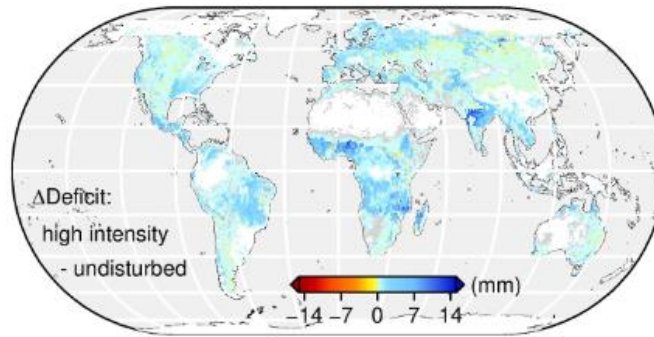 ΔDeficit:
high intensity
- undisturbed
(mm)
−14 −7 0 7 14